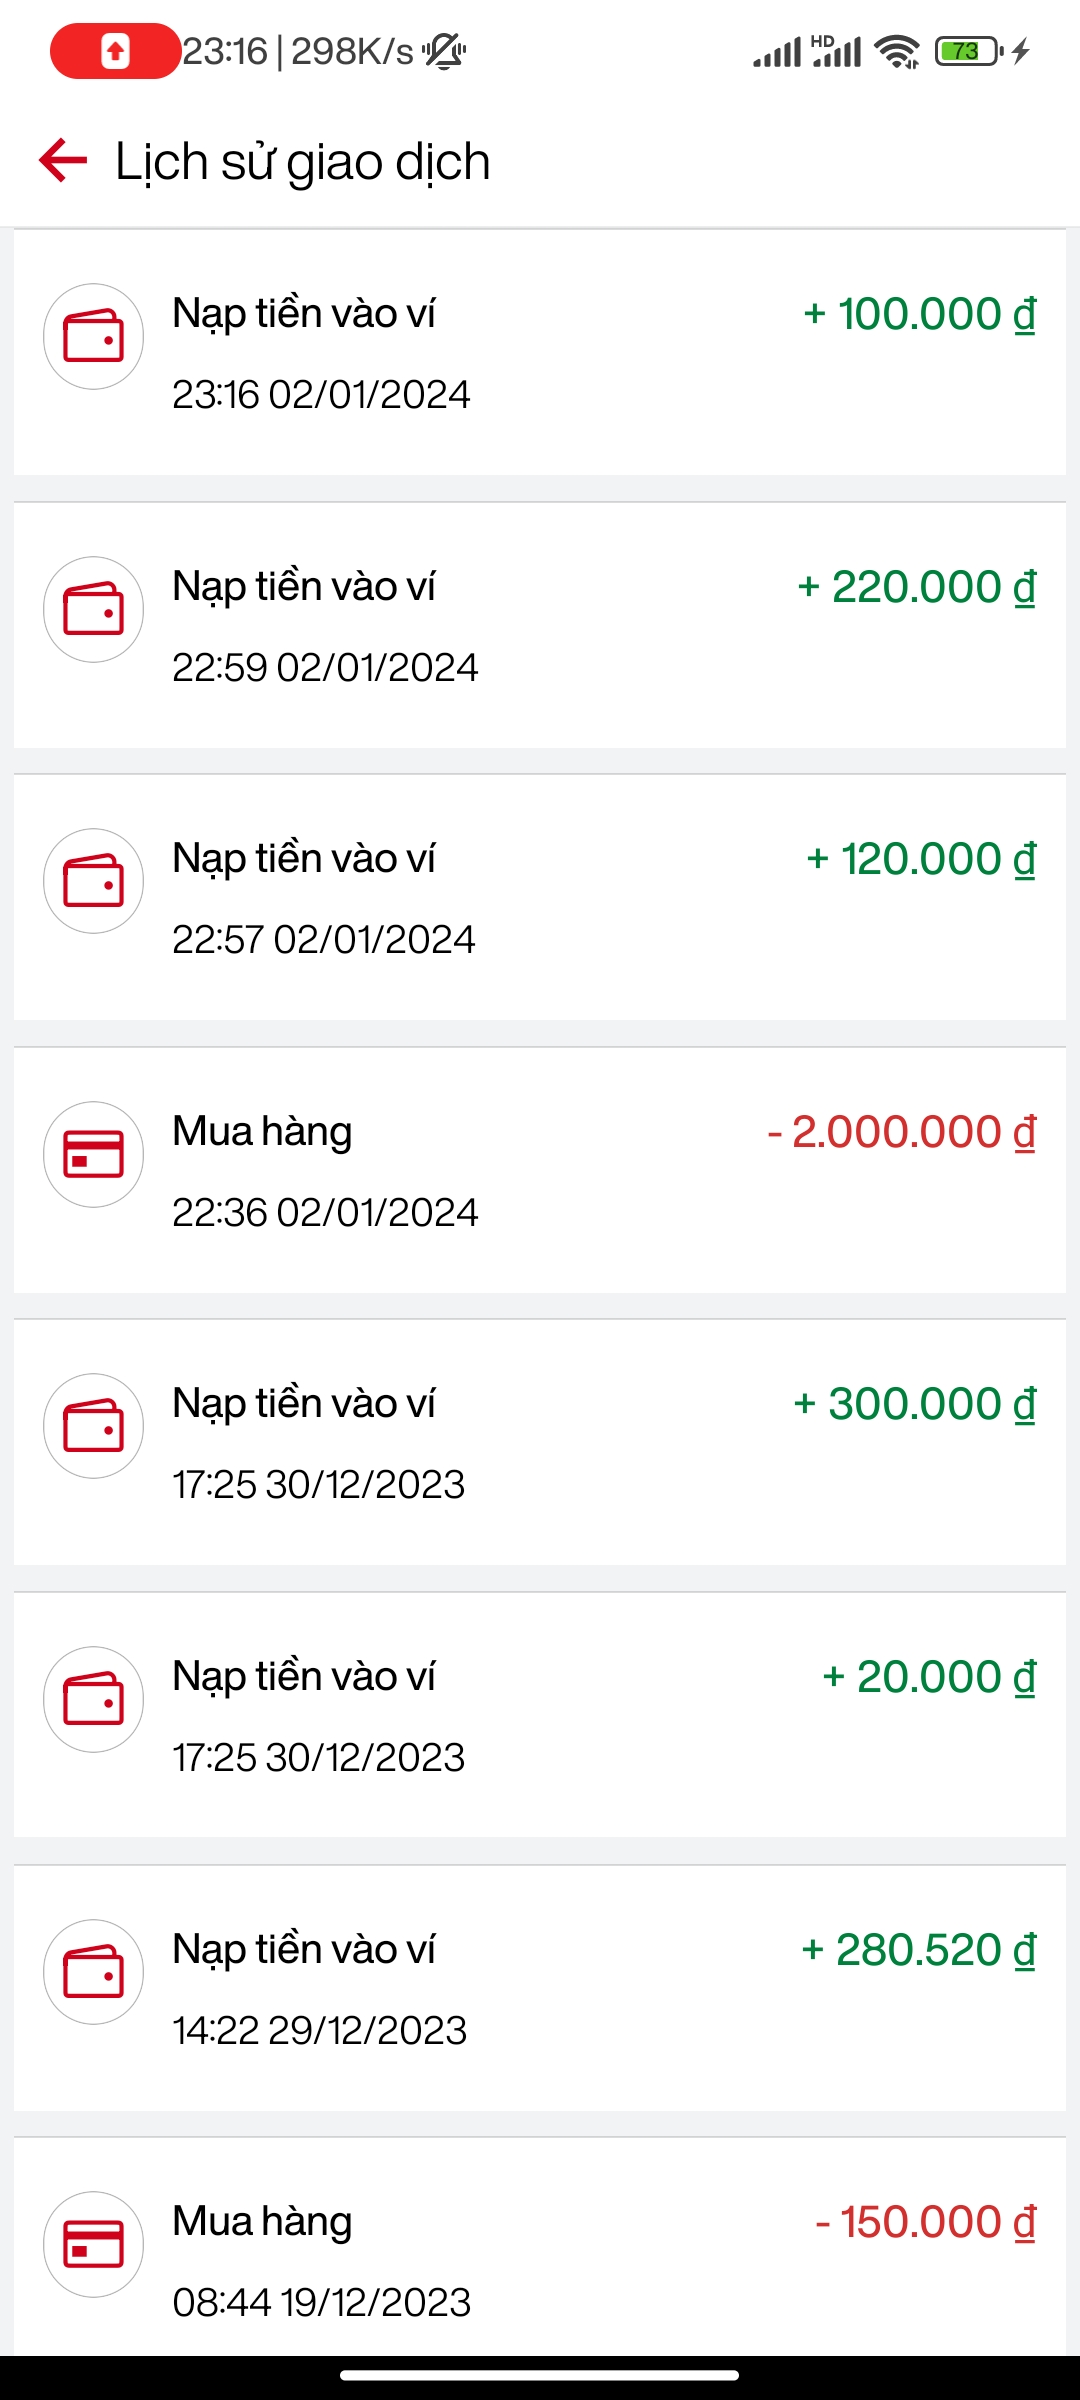 23:16 | 298K/s HD 73
Lịch sử giao dịch
Nạp tiền vào ví + 100.000 ₫
23:16 02/01/2024
Nạp tiền vào ví + 220.000 ₫
22:59 02/01/2024
Nạp tiền vào ví + 120.000 ₫
22:57 02/01/2024
Mua hàng - 2.000.000 ₫
22:36 02/01/2024
Nạp tiền vào ví + 300.000 ₫
17:25 30/12/2023
Nạp tiền vào ví + 20.000 ₫
17:25 30/12/2023
Nạp tiền vào ví + 280.520 ₫
14:22 29/12/2023
Mua hàng - 150.000 ₫
08:44 19/12/2023